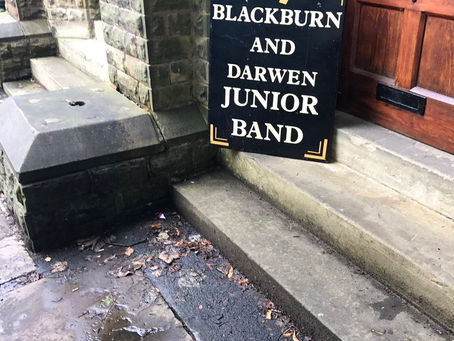 BLACKBURN
AND
DARWEN
JUNIOR
BAND